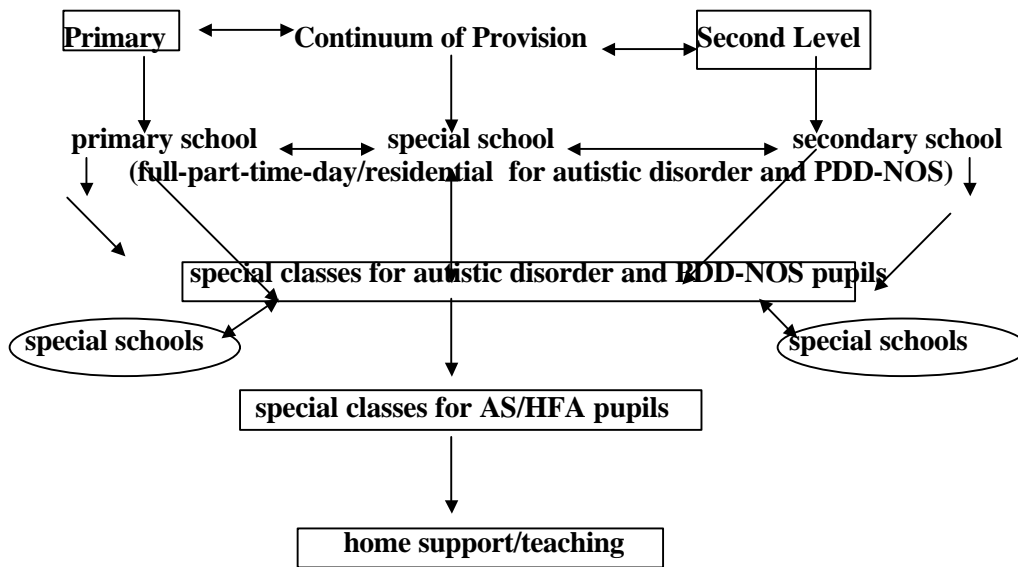 Primary Continuum of Provision Second Level
primary school special school secondary school
(full-part-time-day/residential for autistic disorder and PDD-NOS)
special classes for autistic disorder and PDD-NOS pupils
special schools special schools
special classes for AS/HFA pupils
home support/teaching